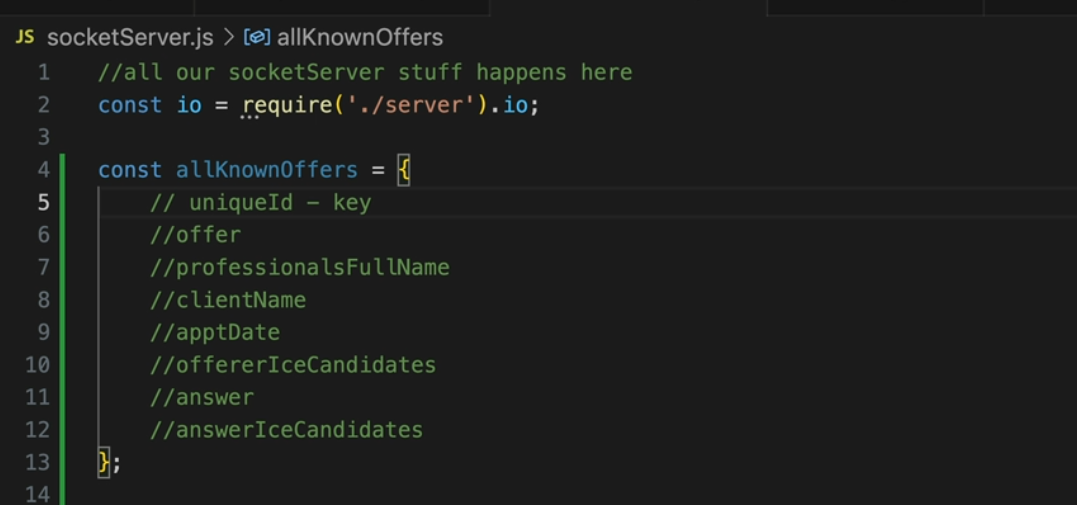 JS socketServer.js > allKnownOffers
1 //all our socketServer stuff happens here
2 const io = require('./server').io;
3
4 const allKnownOffers = {
5 // uniqueId - key
6 //offer
7 //professionalsFullName
8 //clientName
9 //apptDate
10 //offererIceCandidates
11 //answer
12 //answerIceCandidates
13 };
14